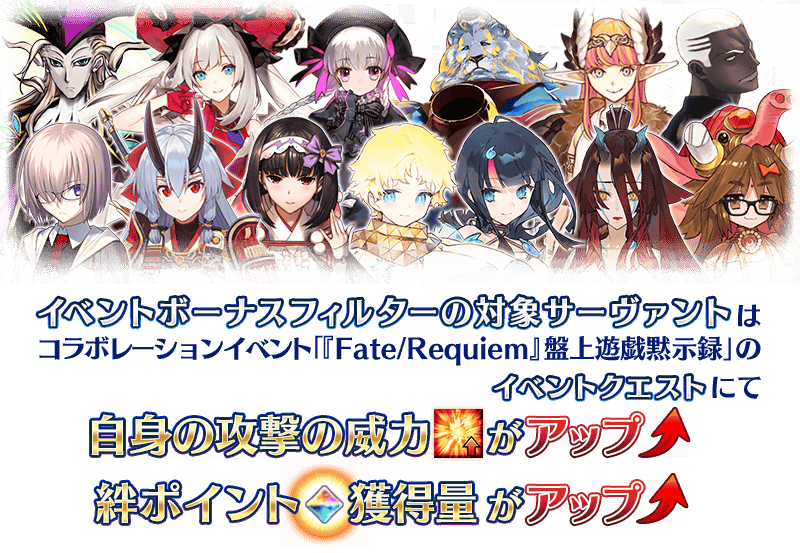 イベントボーナスフィルターの対象サーヴァントは
コラボレーションイベント「『Fate/Requiem』盤上遊戯黙示録」の
イベントクエストにて
自身の攻撃の威力がアップ
絆ポイント獲得量がアップ